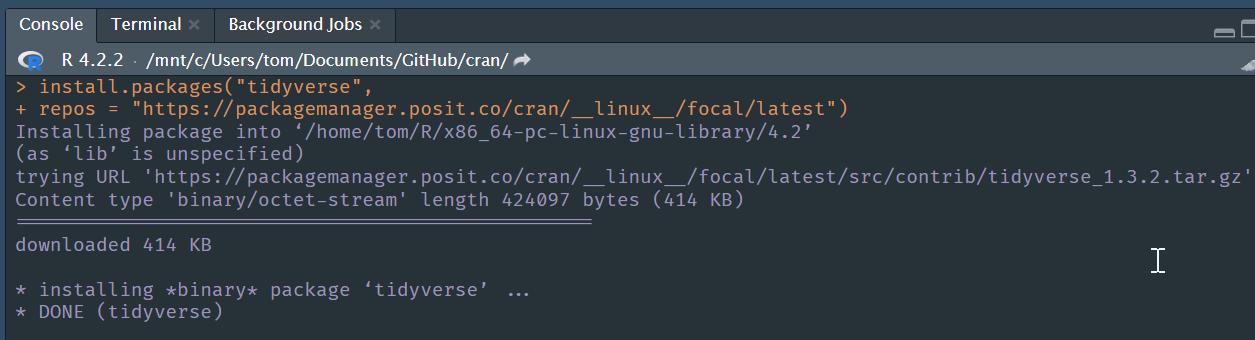 Console Terminal × Background Jobs ×
R 4.2.2 · /mnt/c/Users/tom/Documents/GitHub/cran/
> install.packages("tidyverse",
+ repos = "https://packagemanager.posit.co/cran/__linux__/focal/latest")
Installing package into ‘/home/tom/R/x86_64-pc-linux-gnu-library/4.2’
(as ‘lib’ is unspecified)
trying URL 'https://packagemanager.posit.co/cran/__linux__/focal/latest/src/contrib/tidyverse_1.3.2.tar.gz'
Content type 'binary/octet-stream' length 424097 bytes (414 KB)
==================================================
downloaded 414 KB
* installing *binary* package ‘tidyverse’ ...
* DONE (tidyverse)